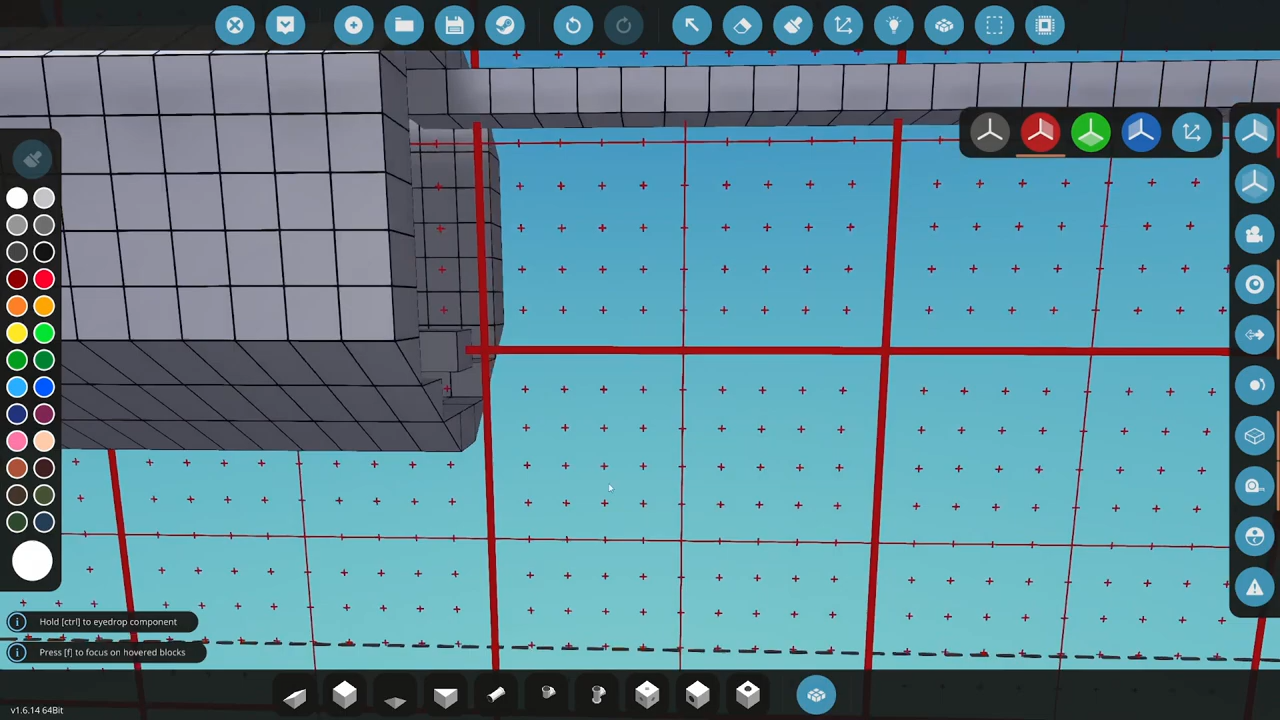 Hold [ctrl] to eyedrop component
Press [f] to focus on hovered blocks
v1.6.14 64Bit